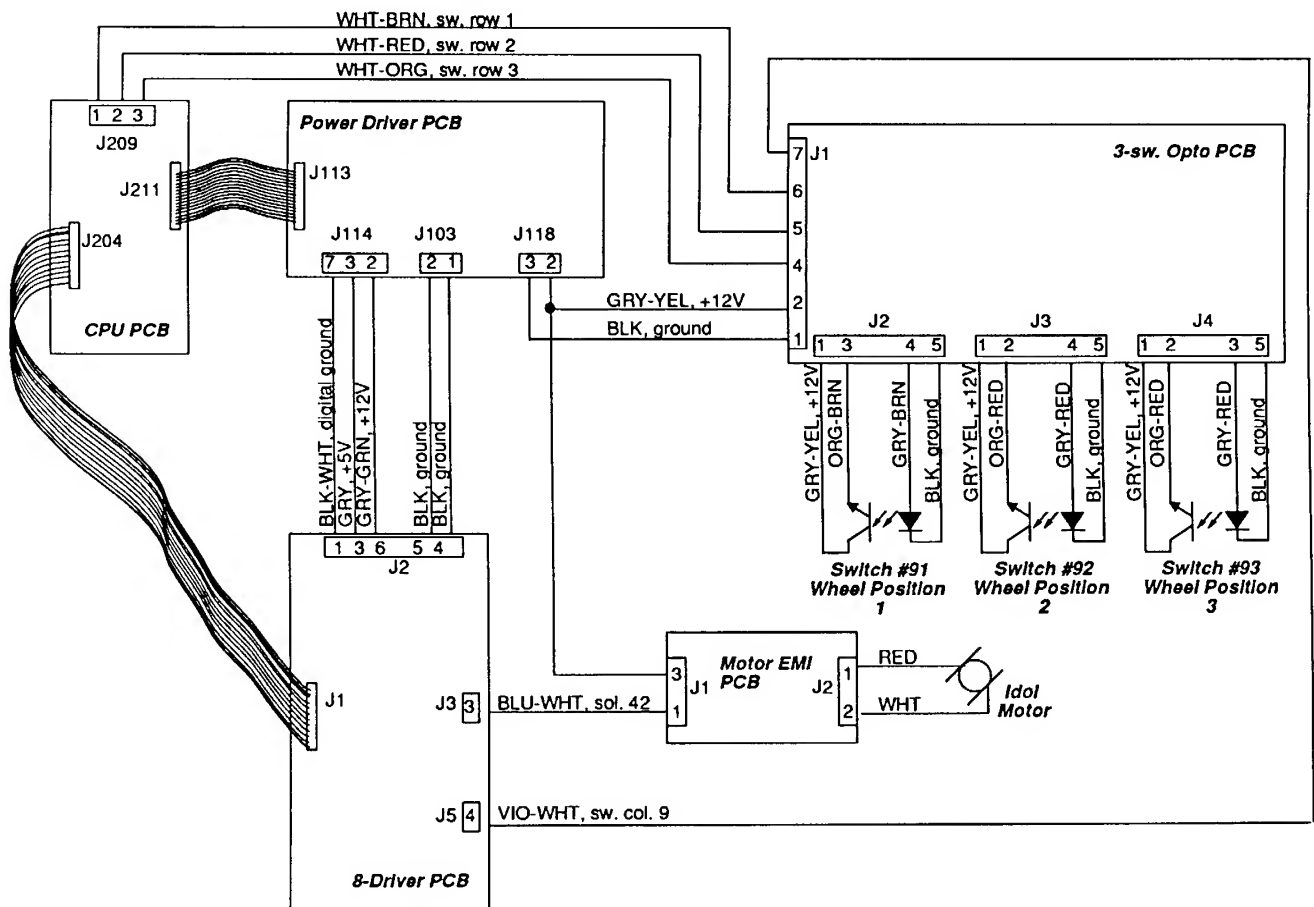 WHT-BRN, sw. row 1
WHT-RED, sw. row 2
WHT-ORG, sw. row 3
1 2 3
J209
J211
J204
CPU PCB
Power Driver PCB
J113
J114
7 3 2
J103
2 1
J118
3 2
3-sw. Opto PCB
J1
7
6
5
4
2
1
GRY-YEL, +12V
BLK, ground
J2
1 3 4 5
J3
1 2 4 5
J4
1 2 3 5
GRY-YEL, +12V
ORG-BRN
GRY-BRN
BLK, ground
GRY-YEL, +12V
ORG-RED
GRY-RED
BLK, ground
GRY-YEL, +12V
ORG-RED
GRY-RED
BLK, ground
Switch #91
Wheel Position
1
Switch #92
Wheel Position
2
Switch #93
Wheel Position
3
BLK-WHT, digital ground
GRY, +5V
GRY-GRN, +12V
BLK, ground
BLK, ground
1 3 6 5 4
J2
J1
J3 3
BLU-WHT, sol. 42
J5 4
VIO-WHT, sw. col. 9
8-Driver PCB
Motor EMI
PCB
3
J1
1
J2
1
2
RED
WHT
Idol
Motor